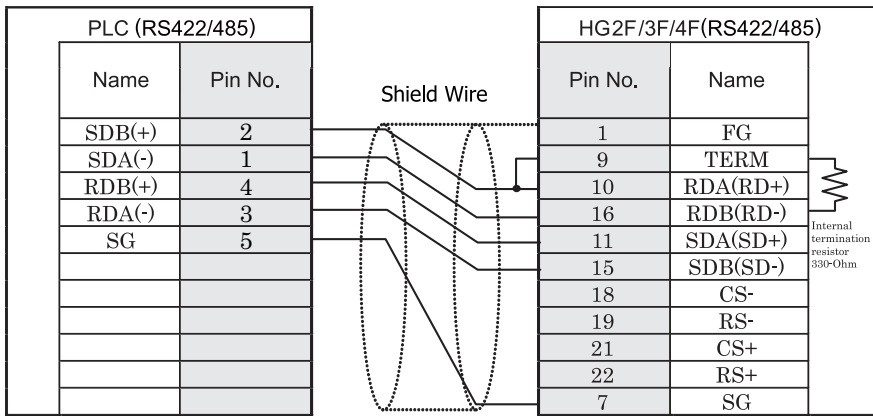 PLC (RS422/485)
HG2F/3F/4F(RS422/485)
Name Pin No. Shield Wire Pin No. Name
SDB(+) 2 1 FG
SDA(-) 1 9 TERM
RDB(+) 4 10 RDA(RD+)
RDA(-) 3 16 RDB(RD-)
SG 5 11 SDA(SD+)
15 SDB(SD-)
18 CS-
19 RS-
21 CS+
22 RS+
7 SG
Internal
termination
resistor
330-Ohm